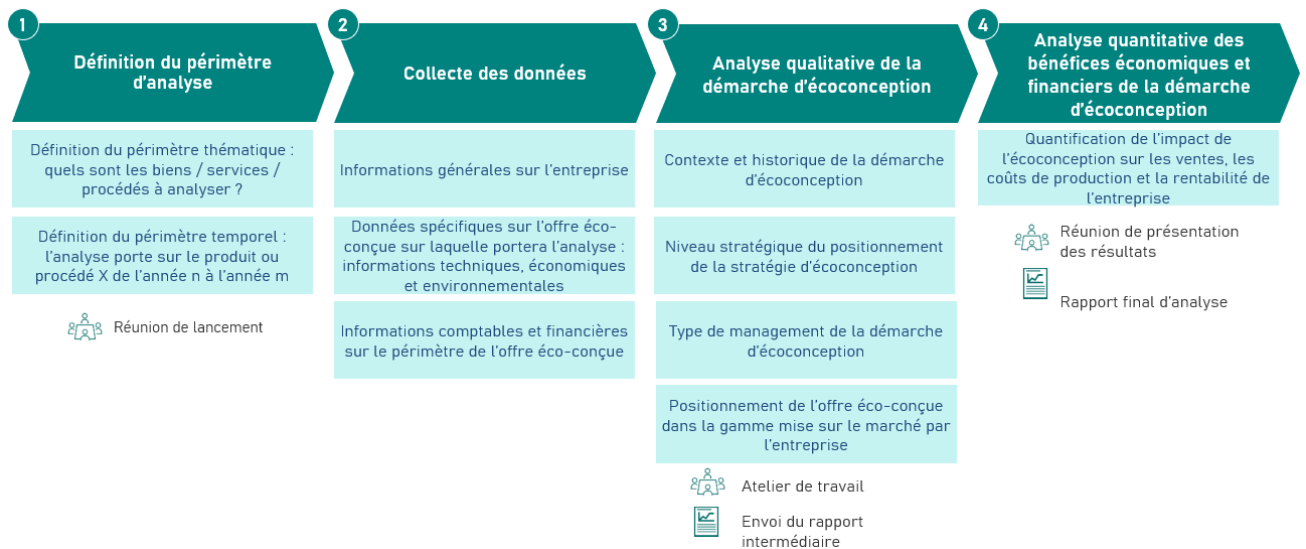 1
Définition du périmètre
d'analyse
Définition du périmètre thématique :
quels sont les biens / services /
procédés à analyser ?
Définition du périmètre temporel :
l'analyse porte sur le produit ou
procédé X de l'année n à l'année m
Réunion de lancement
2
Collecte des données
Informations générales sur l'entreprise
Données spécifiques sur l'offre éco-
conçue sur laquelle portera l'analyse :
informations techniques, économiques
et environnementales
Informations comptables et financières
sur le périmètre de l'offre éco-conçue
3
Analyse qualitative de la
démarche d'écoconception
Contexte et historique de la démarche
d'écoconception
Niveau stratégique du positionnement
de la stratégie d'écoconception
Type de management de la démarche
d'écoconception
Positionnement de l'offre éco-conçue
dans la gamme mise sur le marché par
l'entreprise
Atelier de travail
Envoi du rapport
intermédiaire
4
Analyse quantitative des
bénéfices économiques et
financiers de la démarche
d'écoconception
Quantification de l'impact de
l'écoconception sur les ventes, les
coûts de production et la rentabilité de
l'entreprise
Réunion de présentation
des résultats
Rapport final d'analyse